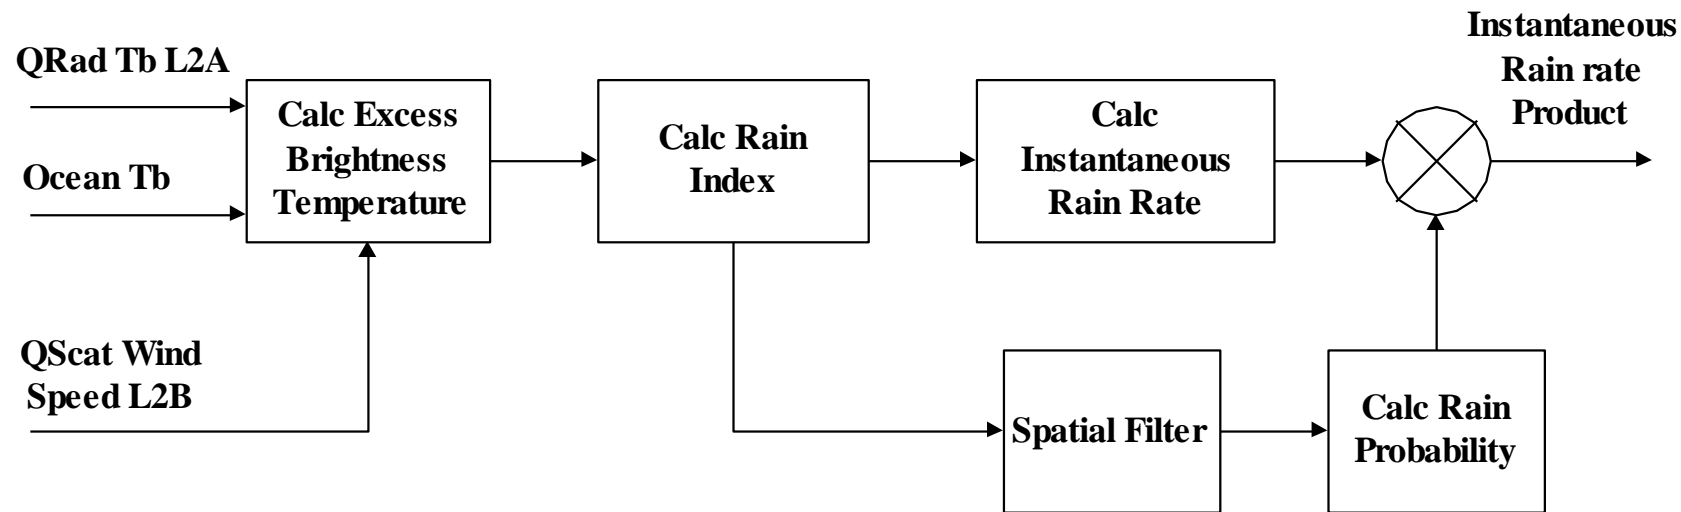 QRad Tb L2A
Ocean Tb
QScat Wind
Speed L2B
Calc Excess
Brightness
Temperature
Calc Rain
Index
Calc
Instantaneous
Rain Rate
Instantaneous
Rain rate
Product
Spatial Filter
Calc Rain
Probability